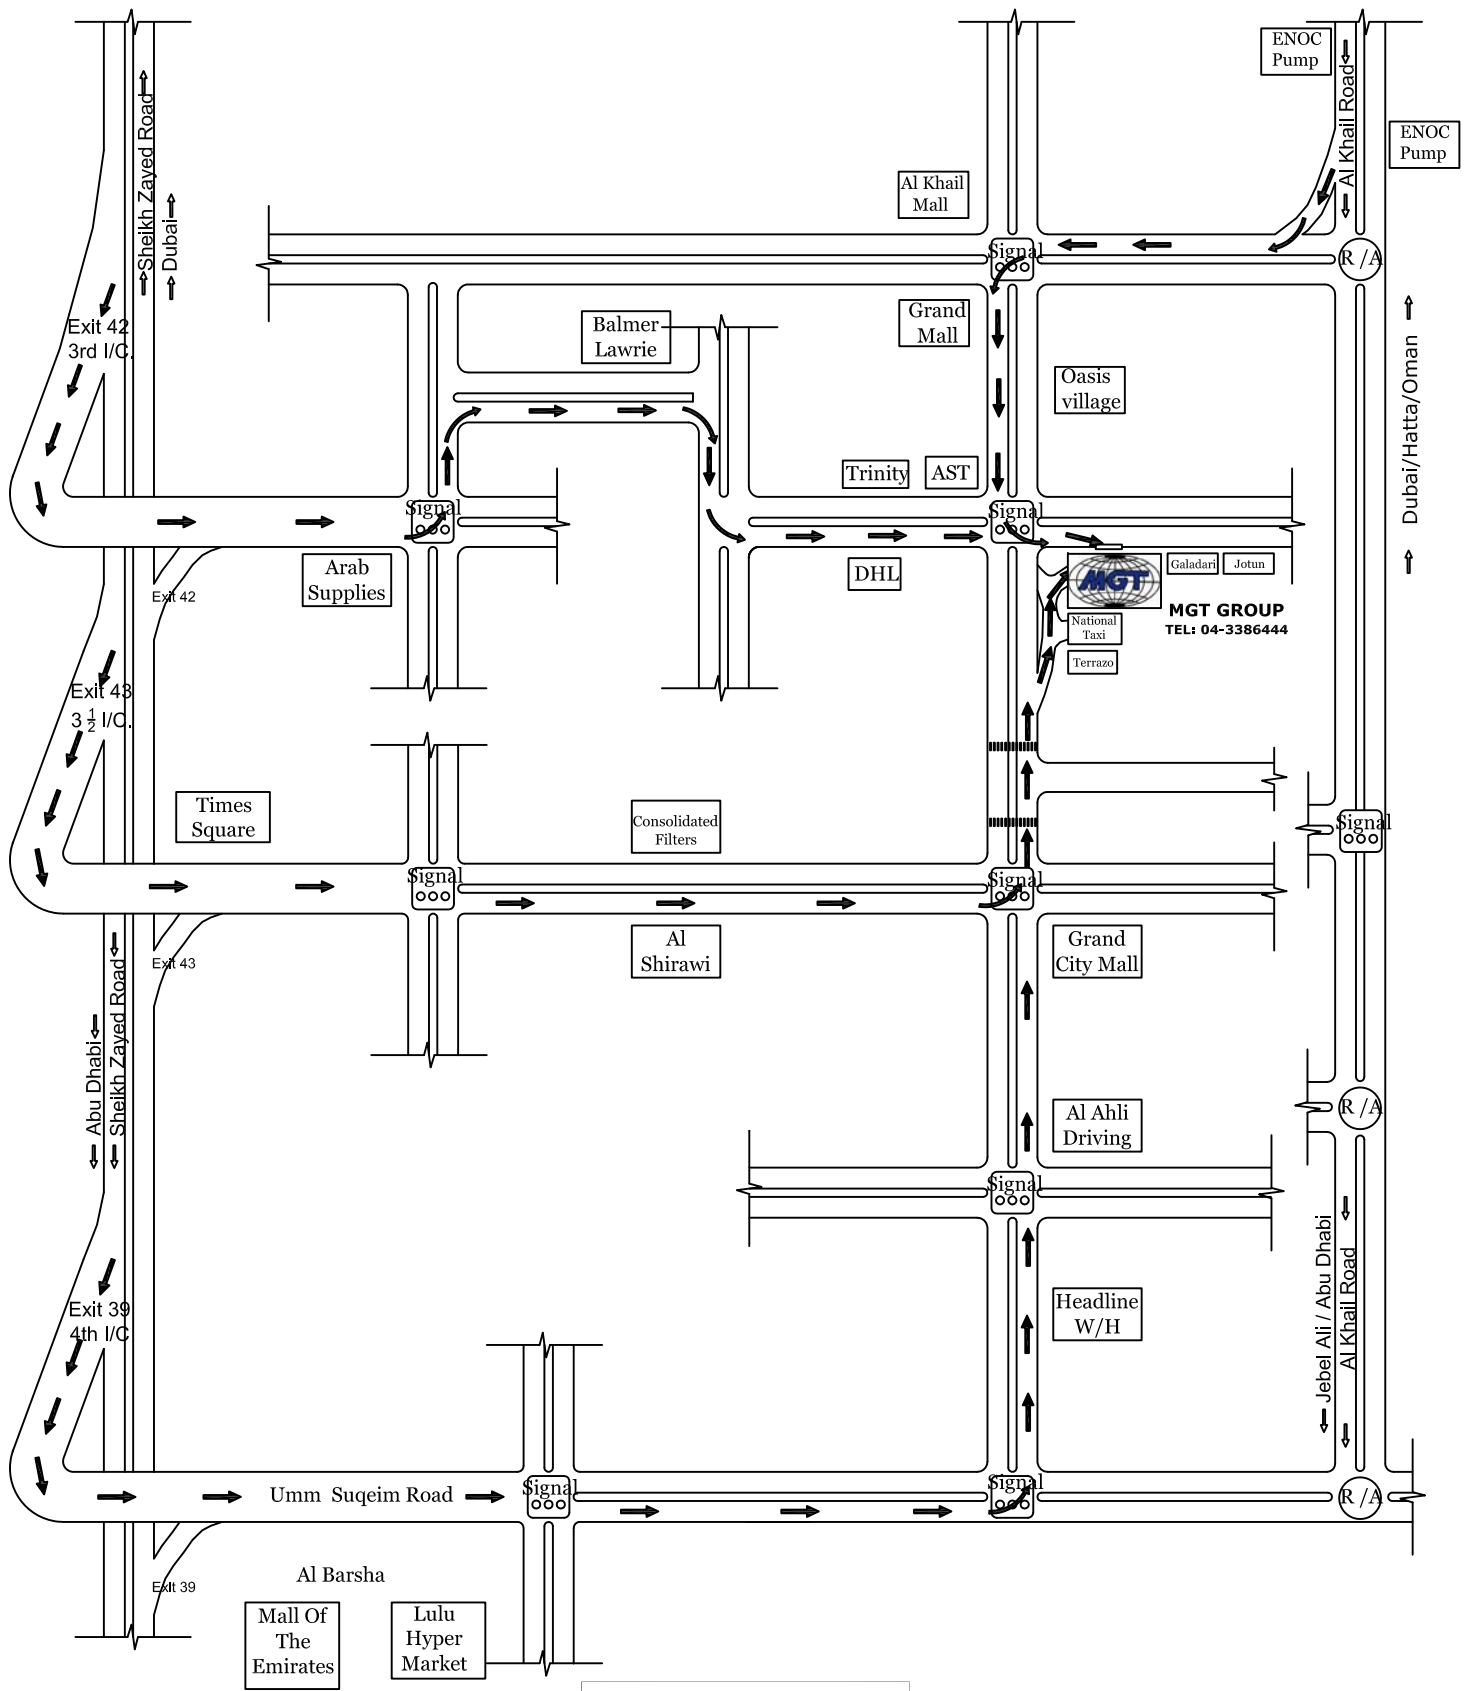 ENOC
Pump
Al Khail Road
ENOC
Pump
Sheikh Zayed Road
Dubai
Al Khail
Mall
Signal
R /A
Exit 42
3rd I/C.
Balmer
Lawrie
Grand
Mall
Oasis
village
Dubai/Hatta/Oman
Trinity
AST
Signal
Signal
Arab
Supplies
DHL
MGT
Galadari
Jotun
Exit 42
MGT GROUP
TEL: 04-3386444
National
Taxi
Terrazo
Exit 43
3 1/2 I/C.
Times
Square
Consolidated
Filters
Signal
Signal
Signal
Al
Shirawi
Grand
City Mall
Exit 43
Abu Dhabi
Sheikh Zayed Road
Al Ahli
Driving
R /A
Signal
Exit 39
4th I/C
Headline
W/H
Jebel Ali / Abu Dhabi
Al Khail Road
Umm Suqeim Road
Signal
Signal
R /A
Al Barsha
Exit 39
Mall Of
The
Emirates
Lulu
Hyper
Market